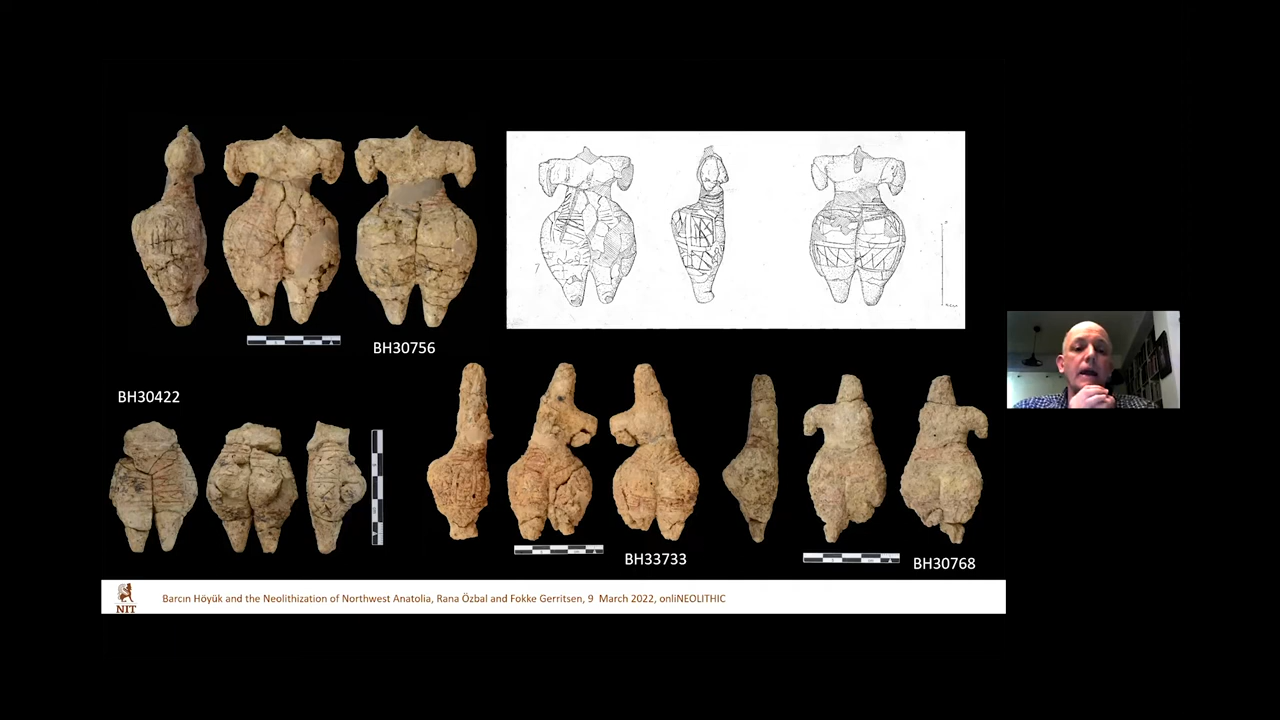 BH30756
BH30422
BH33733
BH30768
NIT
Barcın Höyük and the Neolithization of Northwest Anatolia, Rana Özbal and Fokke Gerritsen, 9 March 2022, onliNEOLITHIC